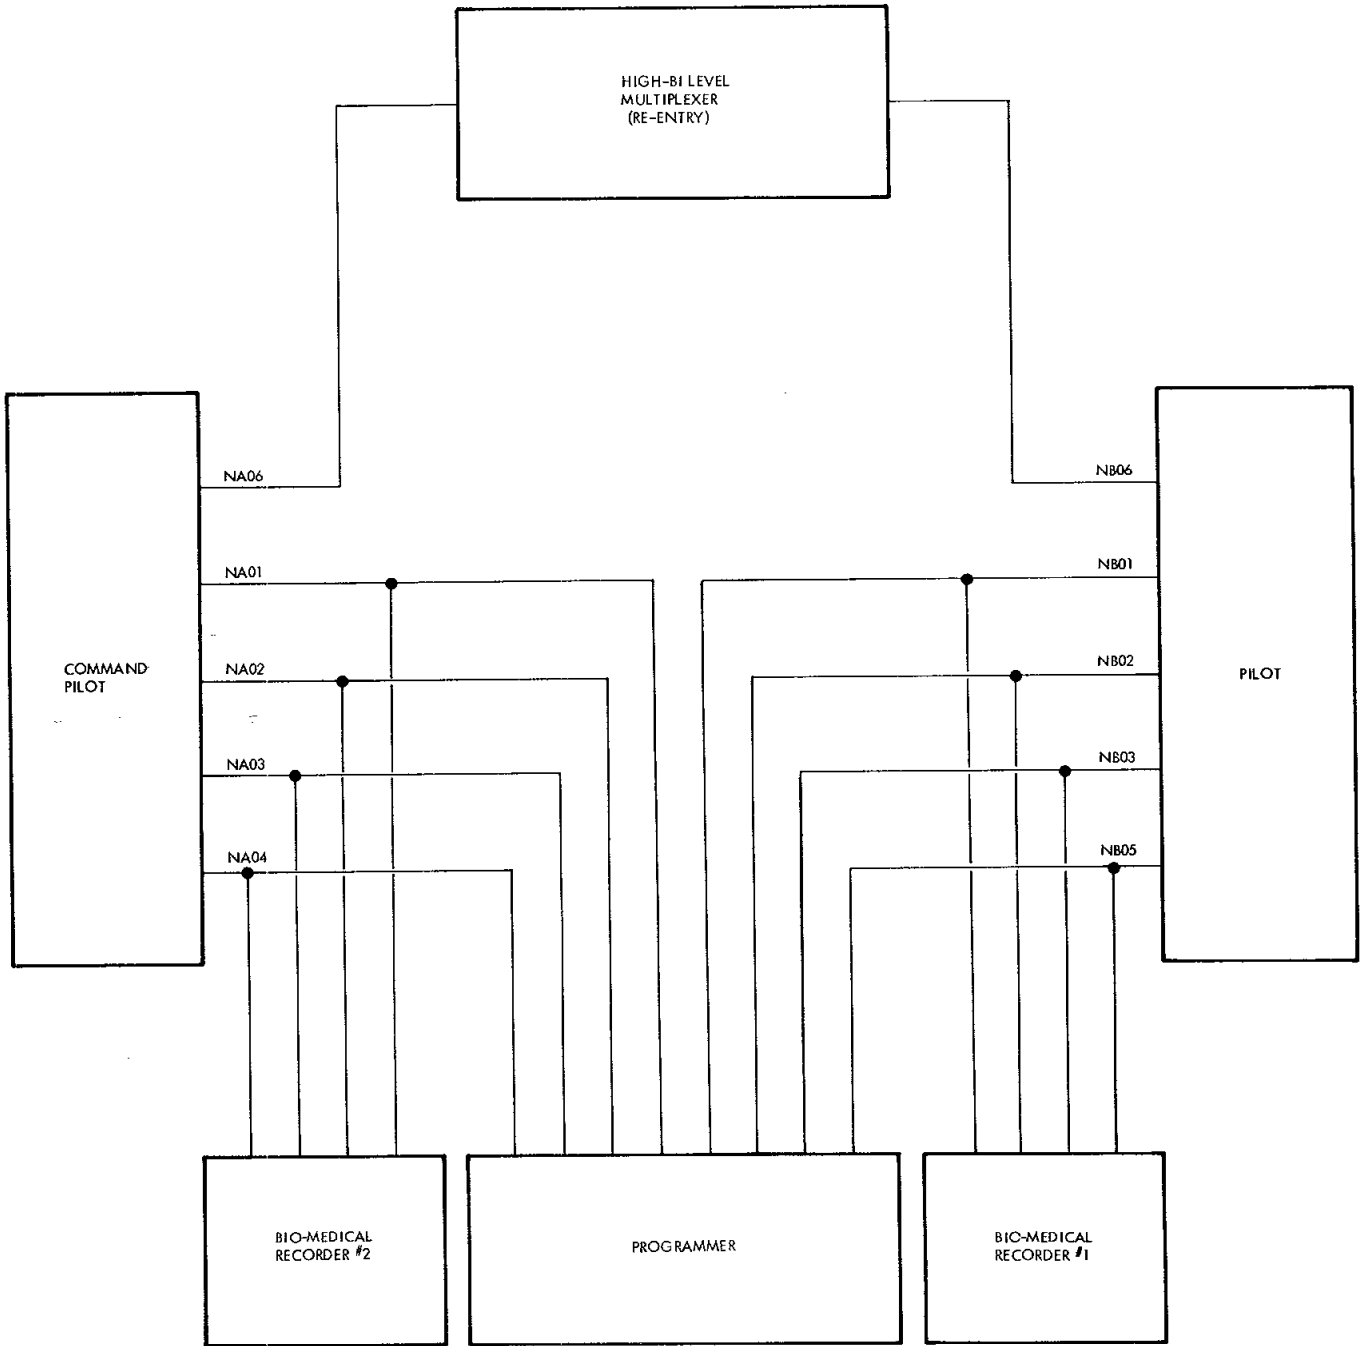 HIGH-BI LEVEL
MULTIPLEXER
(RE-ENTRY)
NA06
NB06
NA01
NB01
COMMAND
PILOT
NA02
NB02
PILOT
NA03
NB03
NA04
NB05
BIO-MEDICAL
RECORDER #2
PROGRAMMER
BIO-MEDICAL
RECORDER #1